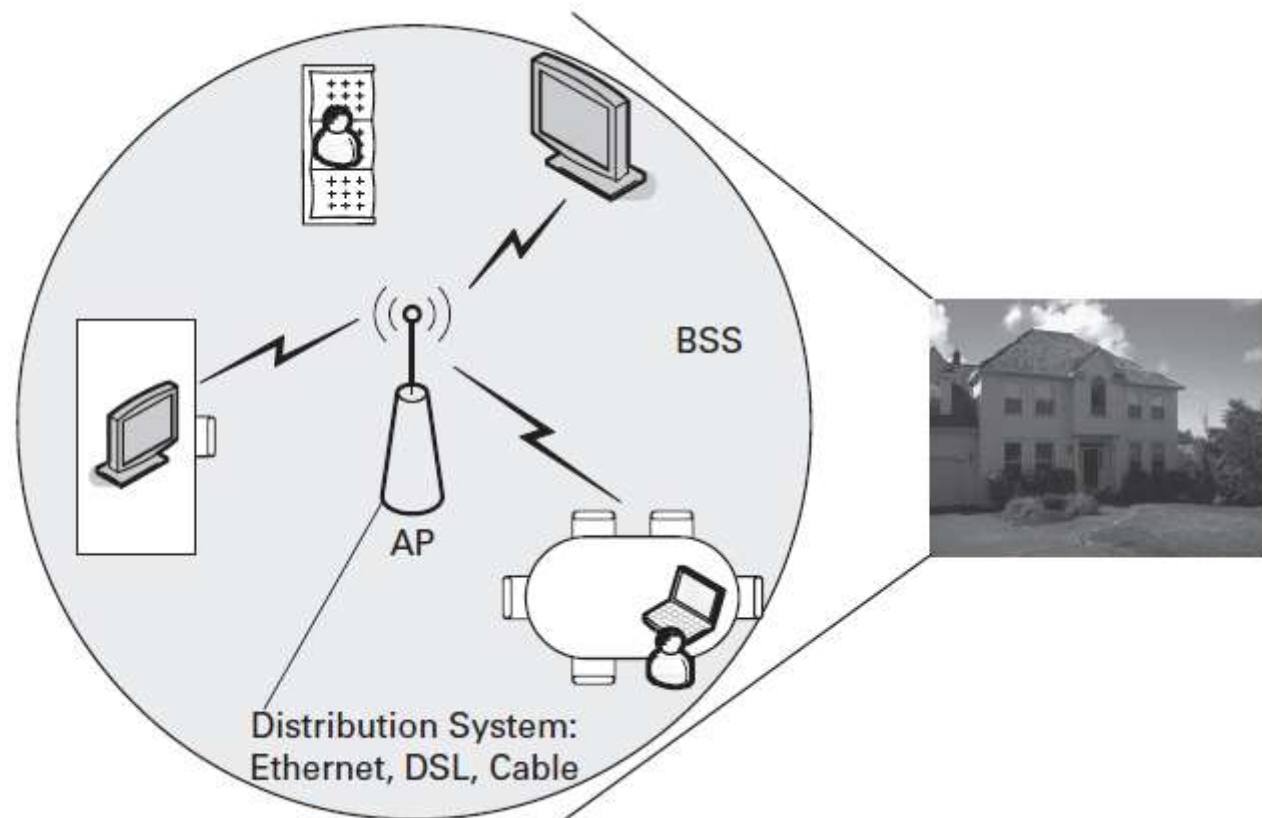 BSS
AP
Distribution System:
Ethernet, DSL, Cable